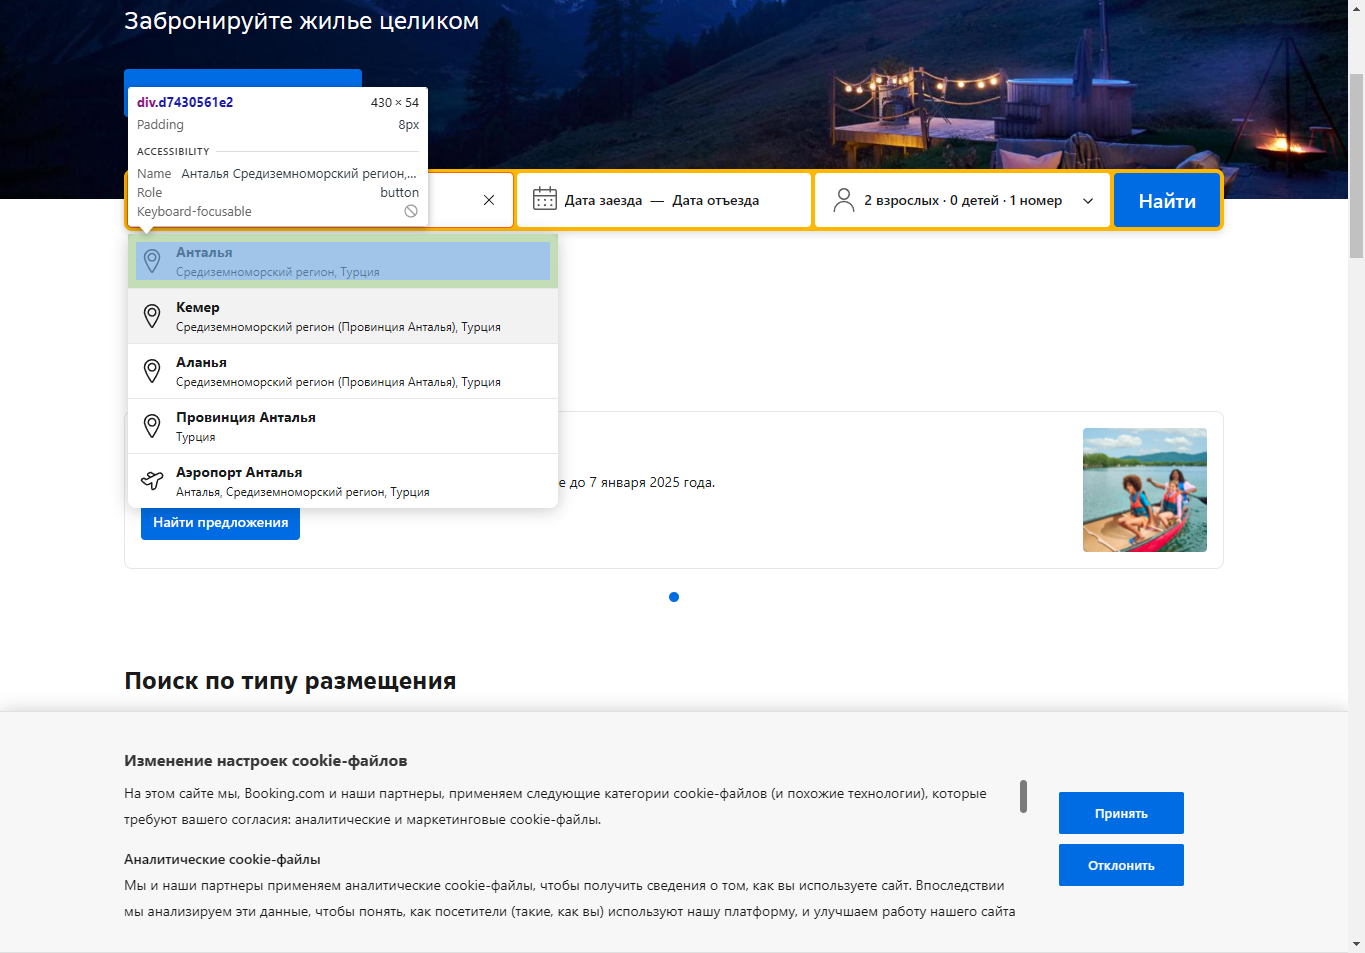 Забронируйте жилье целиком
div.d7430561e2 430 × 54
Padding 8px
ACCESSIBILITY
Name Анталья Средиземноморский регион,...
Role button
Keyboard-focusable
Дата заезда — Дата отъезда
2 взрослых · 0 детей · 1 номер
Найти
Анталья
Средиземноморский регион, Турция
Кемер
Средиземноморский регион (Провинция Анталья), Турция
Аланья
Средиземноморский регион (Провинция Анталья), Турция
Провинция Анталья
Турция
Аэропорт Анталья
Анталья, Средиземноморский регион, Турция
е до 7 января 2025 года.
Найти предложения
Поиск по типу размещения
Изменение настроек cookie-файлов
На этом сайте мы, Booking.com и наши партнеры, применяем следующие категории cookie-файлов (и похожие технологии), которые
требуют вашего согласия: аналитические и маркетинговые cookie-файлы.
Аналитические cookie-файлы
Мы и наши партнеры применяем аналитические cookie-файлы, чтобы получить сведения о том, как вы используете сайт. Впоследствии
мы анализируем эти данные, чтобы понять, как посетители (такие, как вы) используют нашу платформу, и улучшаем работу нашего сайта
Принять
Отклонить